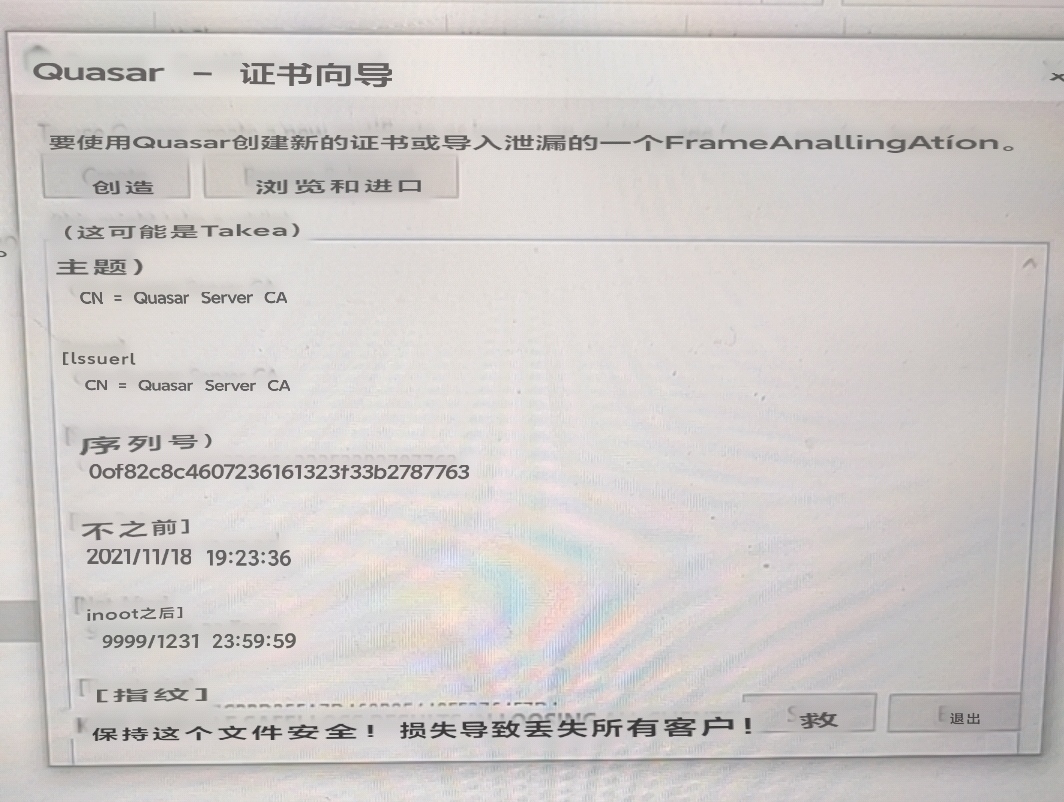 Quasar - 证书向导
要使用Quasar创建新的证书或导入泄漏的一个FrameAnallingAtíon。
创造 浏览和进口
(这可能是Takea)
主题)
CN = Quasar Server CA
[lssuerl
CN = Quasar Server CA
序列号)
0of82c8c4607236161323f33b2787763
不之前]
2021/11/18 19:23:36
inoot之后]
9999/1231 23:59:59
[指纹]
保持这个文件安全! 损失导致丢失所有客户!
救 退出